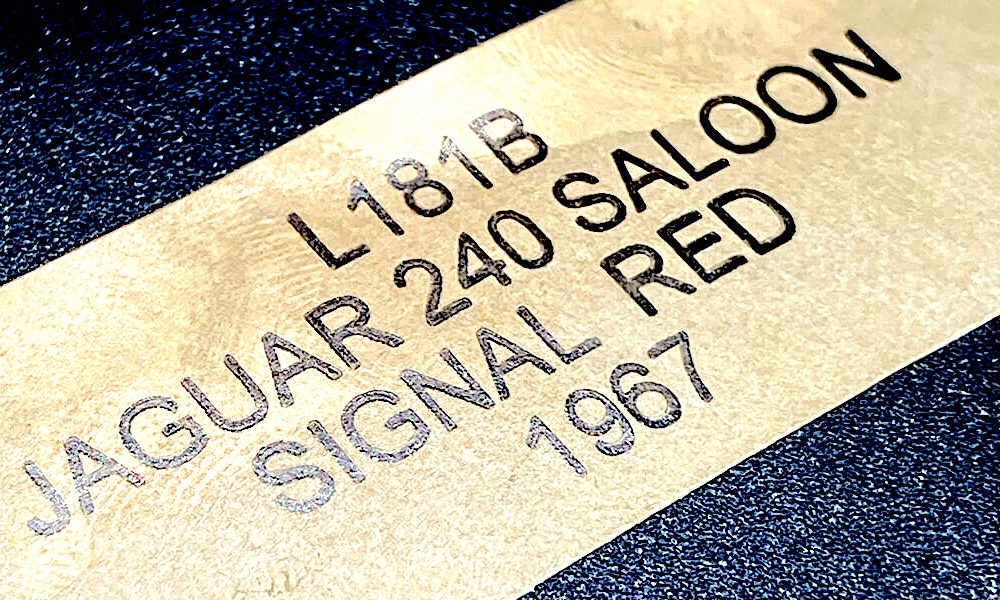 L181B
JAGUAR 240 SALOON
SIGNAL RED
1967